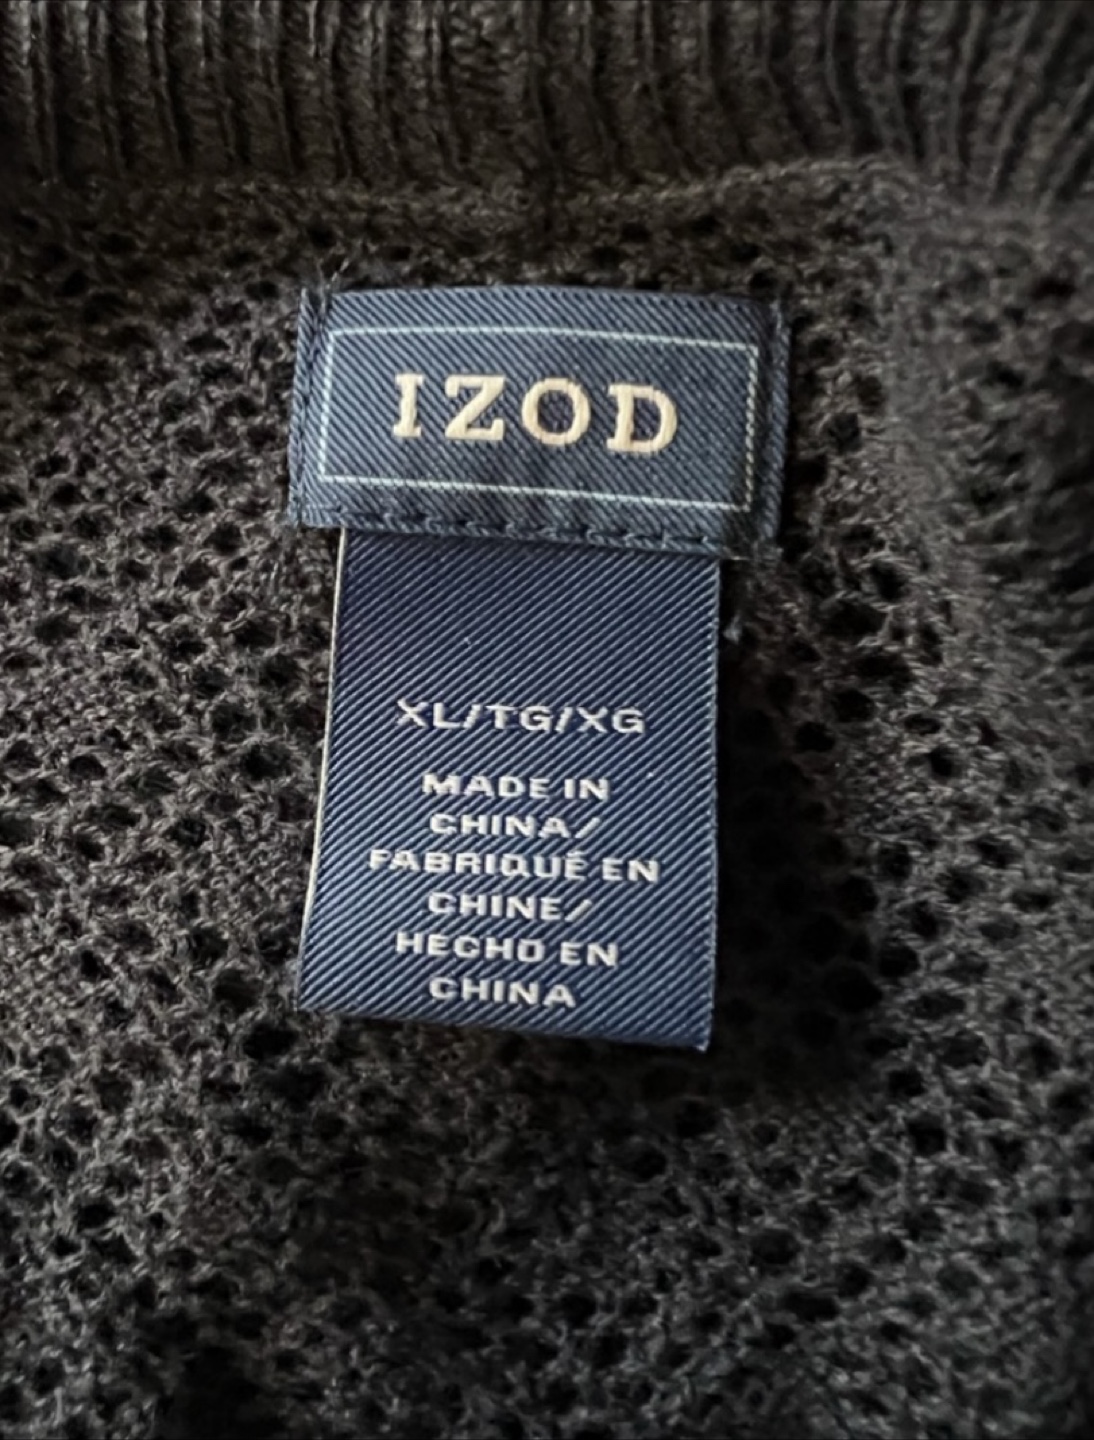 IZOD
XL/TG/XG
MADE IN
CHINA/
FABRIQUÉ EN
CHINE/
HECHO EN
CHINA